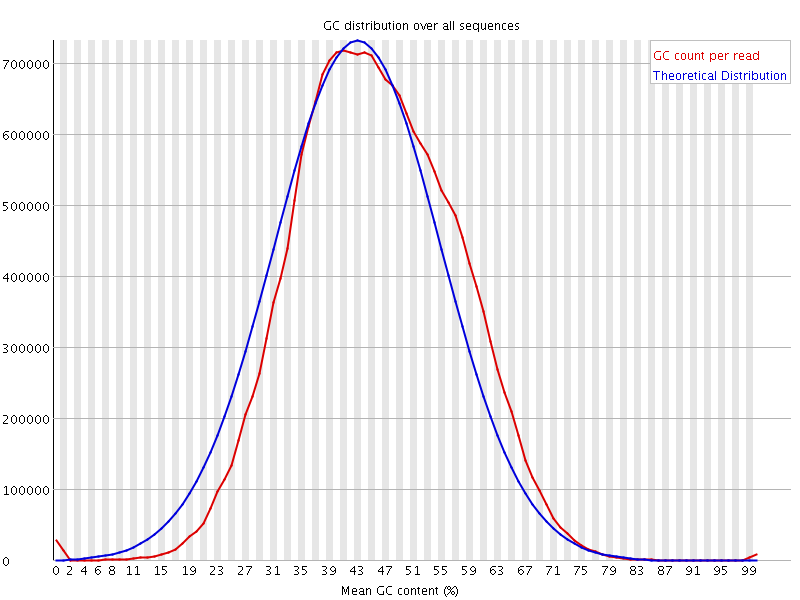 GC distribution over all sequences
GC count per read
Theoretical Distribution
700000
600000
500000
400000
300000
200000
100000
0
0 2 4 6 8 11 15 19 23 27 31 35 39 43 47 51 55 59 63 67 71 75 79 83 87 91 95 99
Mean GC content (%)